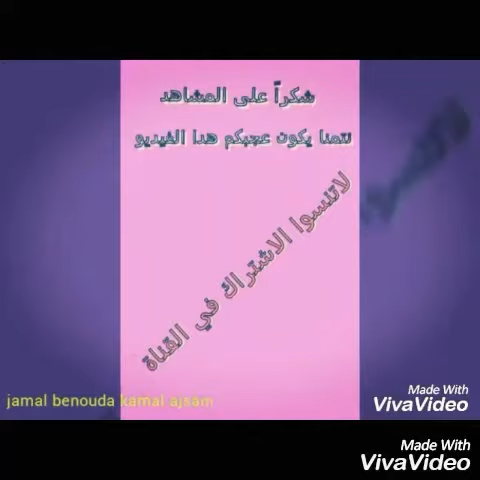 شكراً على المشاهد
نتمنا يكون عجبكم هدا الفيديو
لاتنسوا الاشتراك في القناة
jamal benouda kamal ajsam
Made With
VivaVideo
Made With
VivaVideo